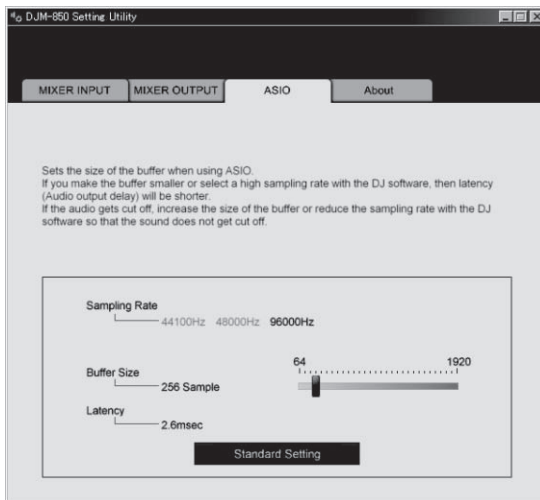 DJM-850 Setting Utility
MIXER INPUT MIXER OUTPUT ASIO About
Sets the size of the buffer when using ASIO.
If you make the buffer smaller or select a high sampling rate with the DJ software, then latency
(Audio output delay) will be shorter.
If the audio gets cut off, increase the size of the buffer or reduce the sampling rate with the DJ
software so that the sound does not get cut off.
Sampling Rate
44100Hz 48000Hz 96000Hz
64 1920
Buffer Size
256 Sample
Latency
2.6msec
Standard Setting